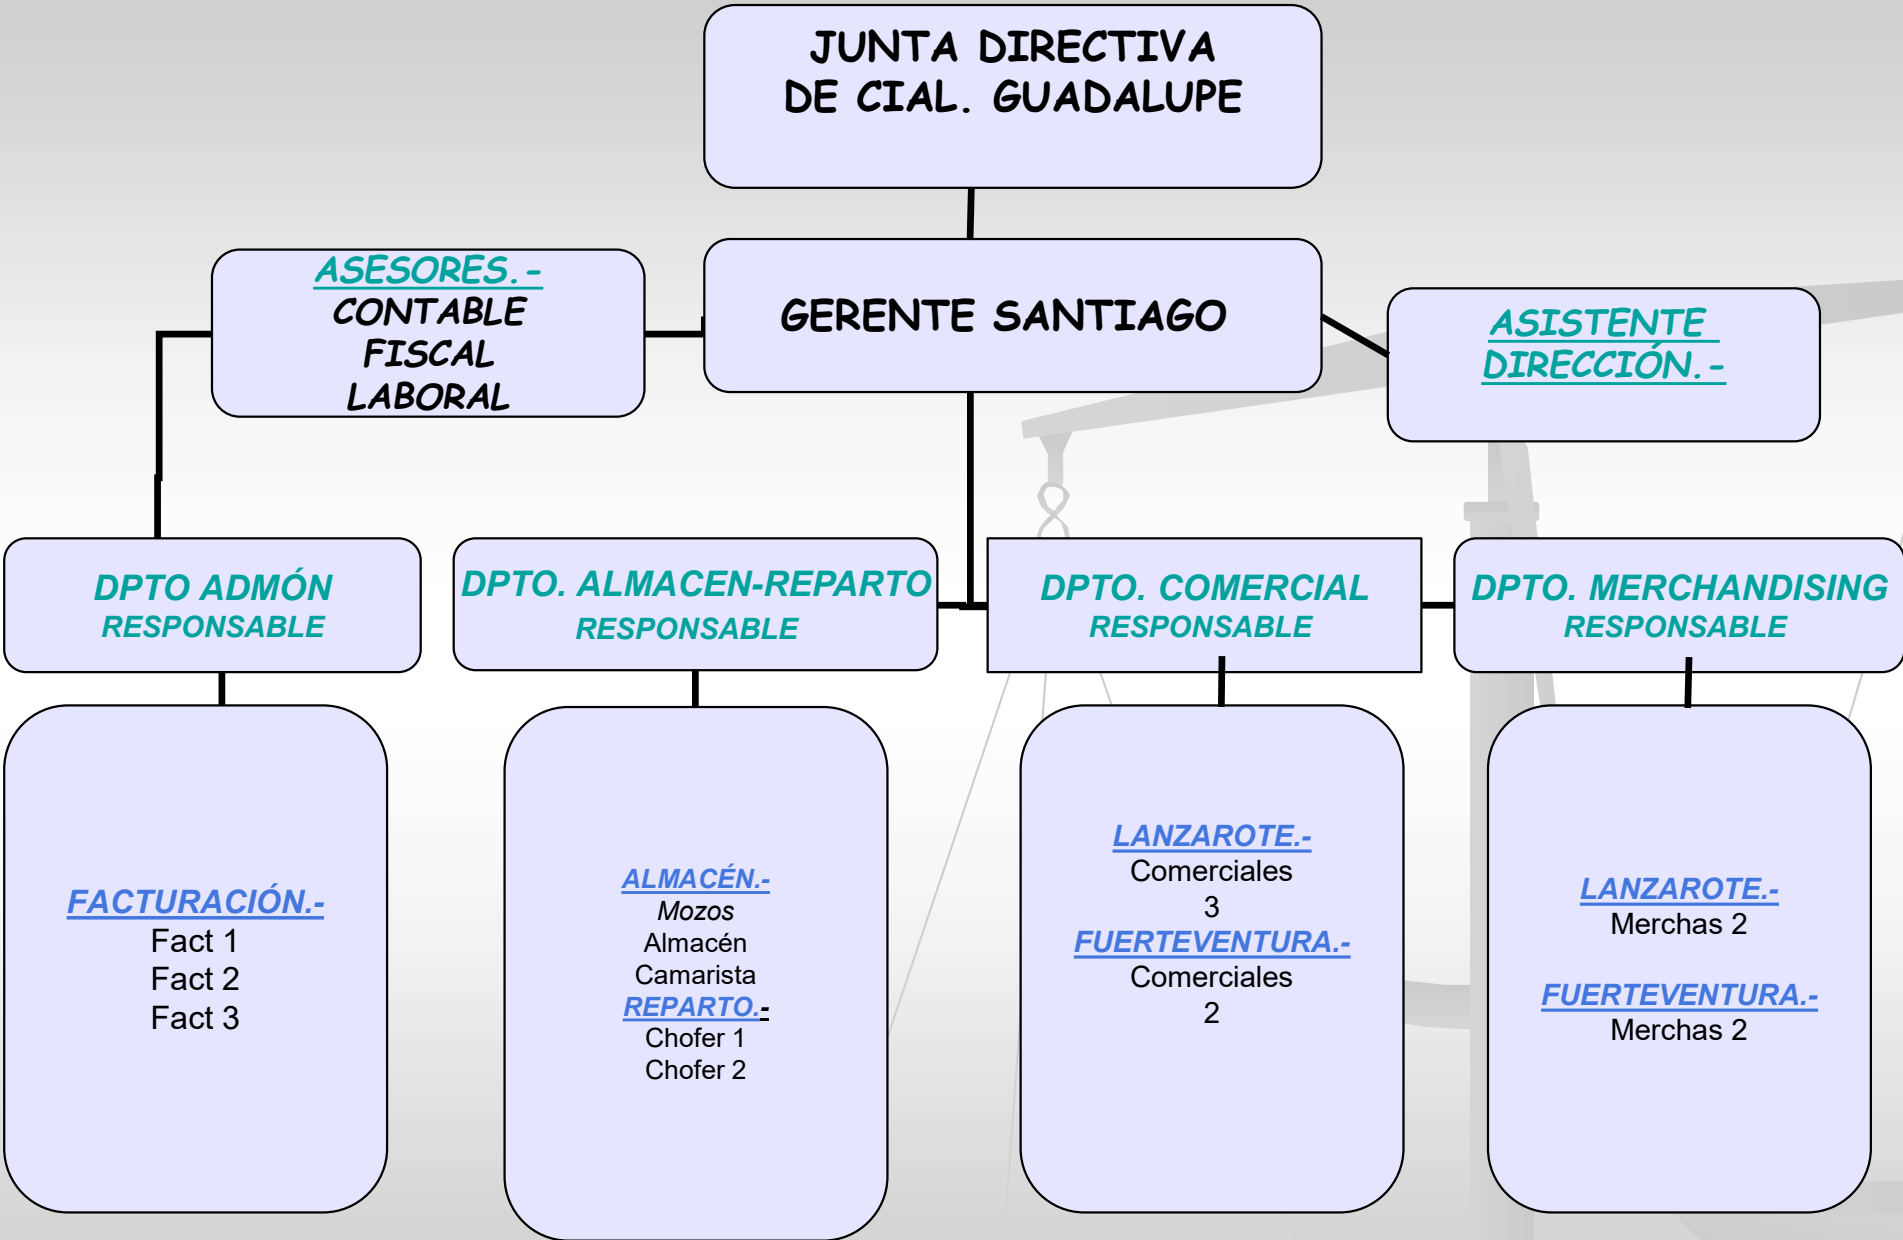 JUNTA DIRECTIVA
DE CIAL. GUADALUPE
ASESORES.-
CONTABLE
FISCAL
LABORAL
GERENTE SANTIAGO
ASISTENTE
DIRECCIÓN.-
DPTO ADMÓN
RESPONSABLE
DPTO. ALMACEN-REPARTO
RESPONSABLE
DPTO. COMERCIAL
RESPONSABLE
DPTO. MERCHANDISING
RESPONSABLE
FACTURACIÓN.-
Fact 1
Fact 2
Fact 3
ALMACÉN.-
Mozos
Almacén
Camarista
REPARTO.-
Chofer 1
Chofer 2
LANZAROTE.-
Comerciales
3
FUERTEVENTURA.-
Comerciales
2
LANZAROTE.-
Merchas 2
FUERTEVENTURA.-
Merchas 2